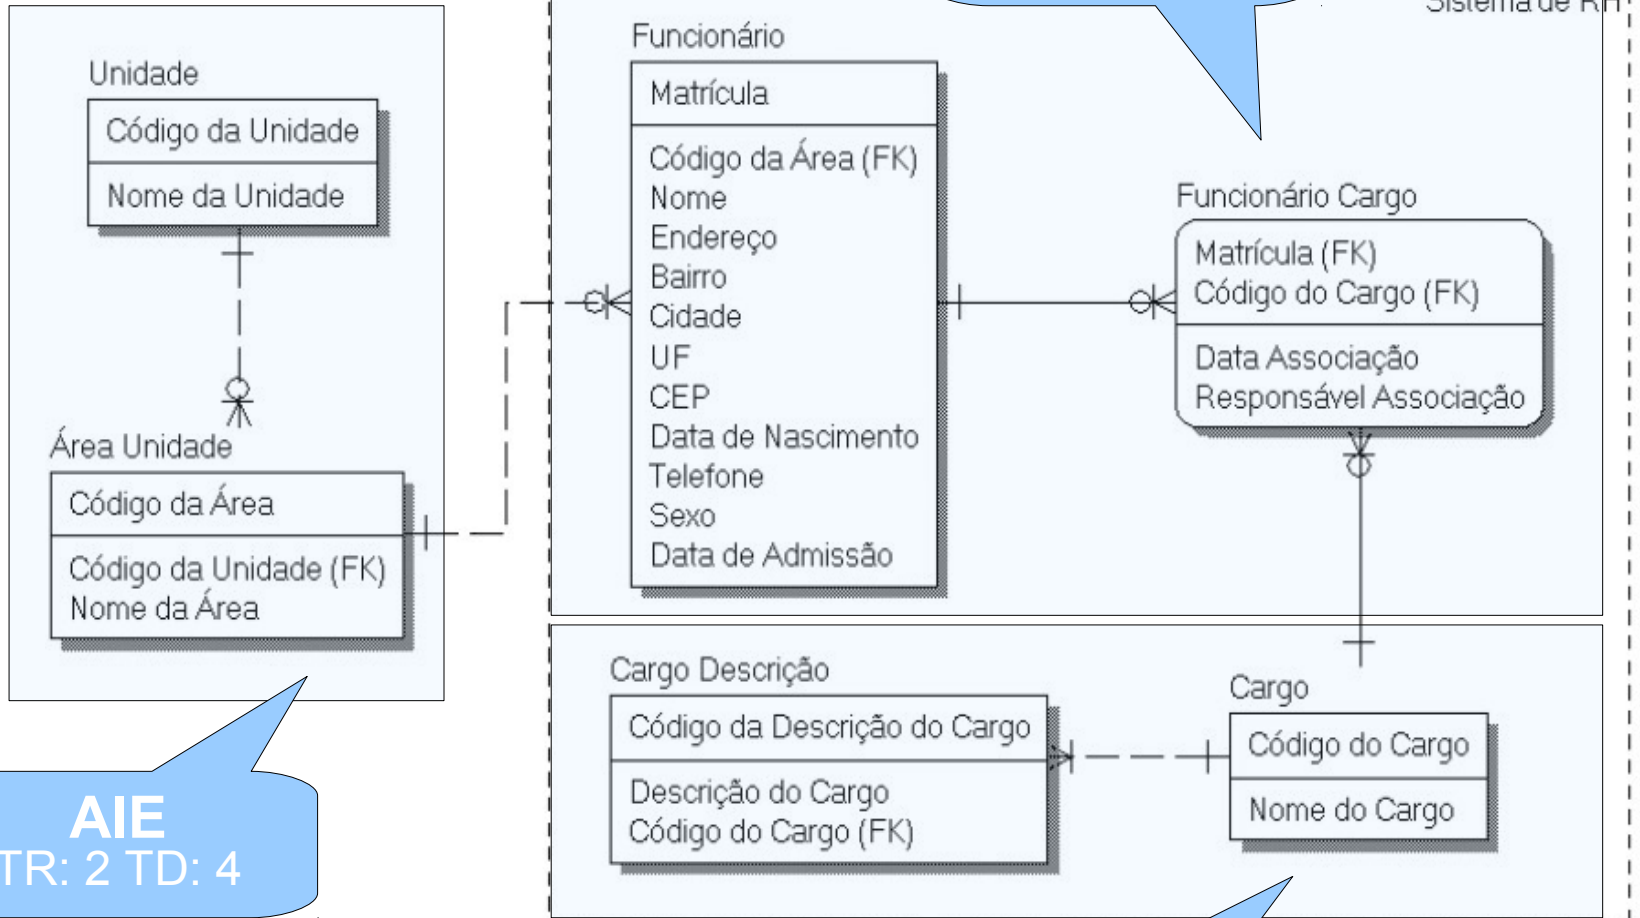 Sistema de RH
Unidade
Código da Unidade
Nome da Unidade
Área Unidade
Código da Área
Código da Unidade (FK)
Nome da Área
AIE
TR: 2 TD: 4
Funcionário
Matrícula
Código da Área (FK)
Nome
Endereço
Bairro
Cidade
UF
CEP
Data de Nascimento
Telefone
Sexo
Data de Admissão
Funcionário Cargo
Matrícula (FK)
Código do Cargo (FK)
Data Associação
Responsável Associação
Cargo Descrição
Código da Descrição do Cargo
Descrição do Cargo
Código do Cargo (FK)
Cargo
Código do Cargo
Nome do Cargo